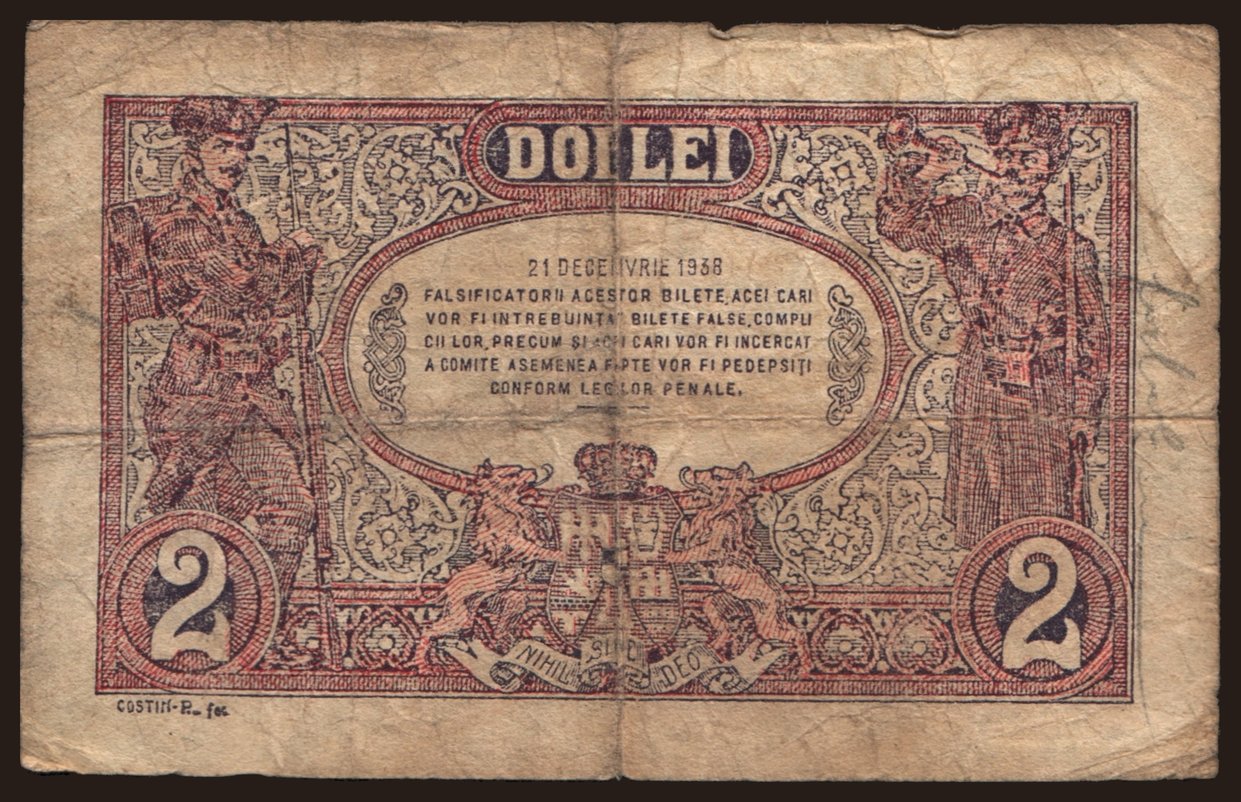 DOI LEI
21 DECEMVRIE 1938
FALSIFICATORII ACESTOR BILETE, ACEI CARI
VOR FI INTREBUINȚAT BILETE FALSE, COMPLI
CII LOR, PRECUM ȘI ACEI CARI VOR FI INCERCAT
A COMITE ASEMENEA FAPTE VOR FI PEDEPSIȚI
CONFORM LEGILOR PENALE.
2 2
NIHIL SINE DEO
COSTIN-P. fec